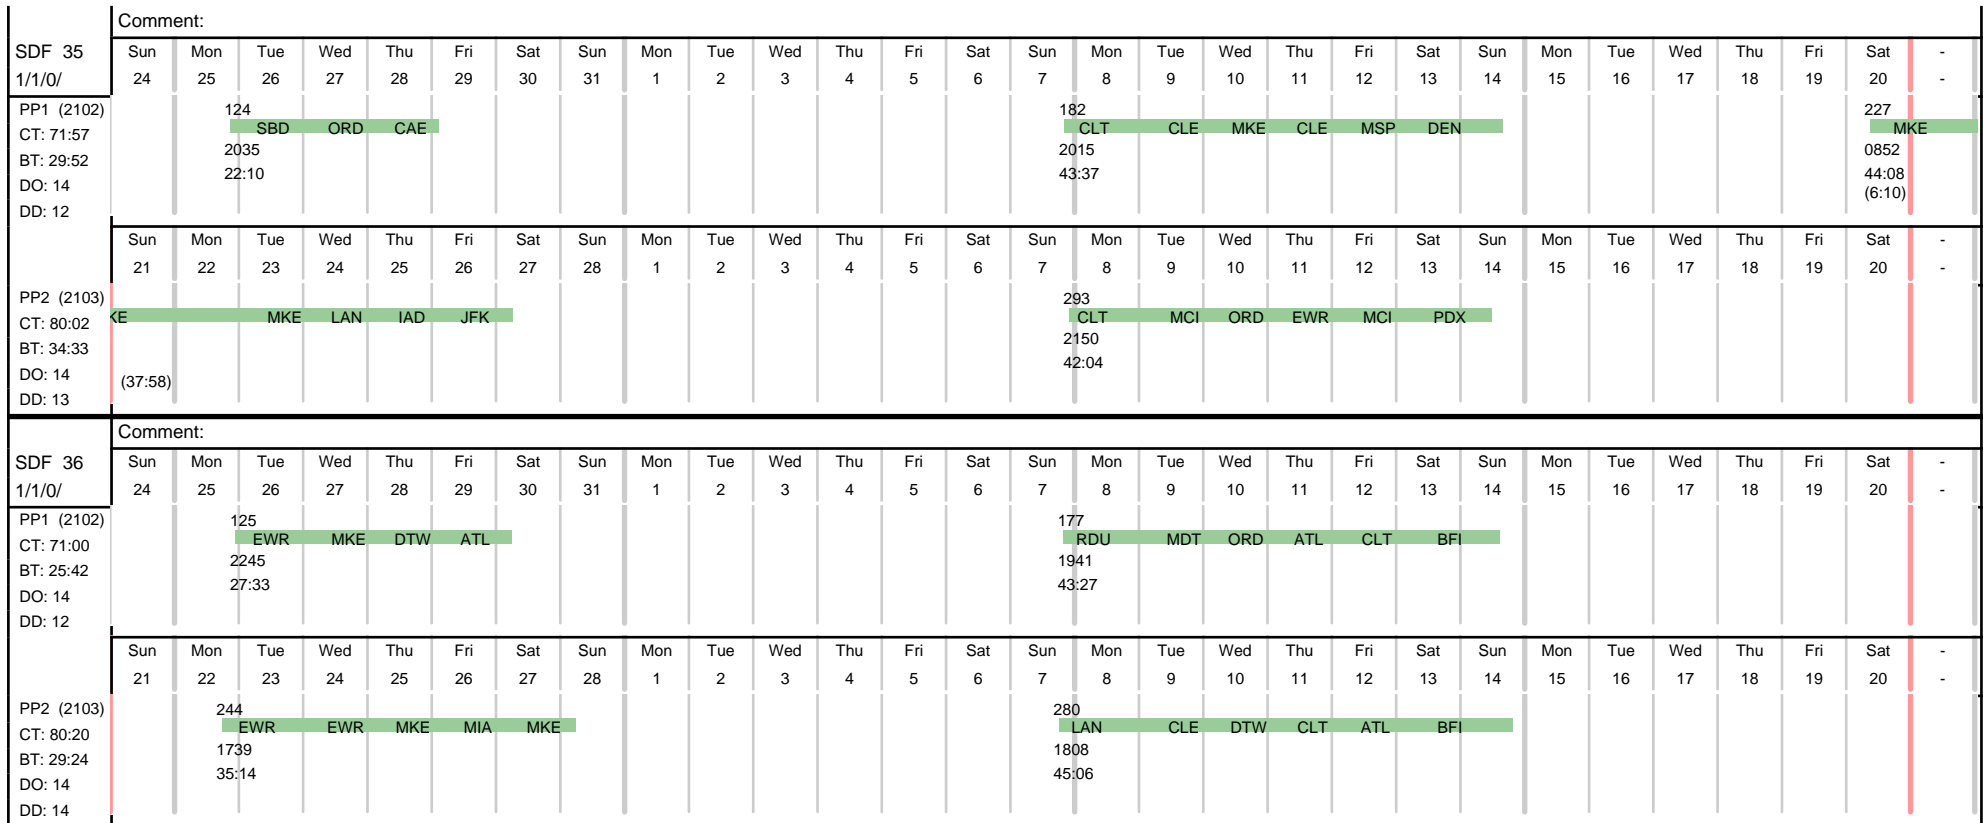 Comment:
SDF 35 Sun Mon Tue Wed Thu Fri Sat Sun Mon Tue Wed Thu Fri Sat Sun Mon Tue Wed Thu Fri Sat Sun Mon Tue Wed Thu Fri Sat -
1/1/0/ 24 25 26 27 28 29 30 31 1 2 3 4 5 6 7 8 9 10 11 12 13 14 15 16 17 18 19 20 -
PP1 (2102) 124 182 227
CT: 71:57 SBD ORD CAE CLT CLE MKE CLE MSP DEN MKE
BT: 29:52 2035 2015 0852
DO: 14 22:10 43:37 44:08
DD: 12 (6:10)
Sun Mon Tue Wed Thu Fri Sat Sun Mon Tue Wed Thu Fri Sat Sun Mon Tue Wed Thu Fri Sat Sun Mon Tue Wed Thu Fri Sat -
21 22 23 24 25 26 27 28 1 2 3 4 5 6 7 8 9 10 11 12 13 14 15 16 17 18 19 20 -
PP2 (2103) 293
CT: 80:02 KE MKE LAN IAD JFK CLT MCI ORD EWR MCI PDX
BT: 34:33 2150
DO: 14 (37:58) 42:04
DD: 13
Comment:
SDF 36 Sun Mon Tue Wed Thu Fri Sat Sun Mon Tue Wed Thu Fri Sat Sun Mon Tue Wed Thu Fri Sat Sun Mon Tue Wed Thu Fri Sat -
1/1/0/ 24 25 26 27 28 29 30 31 1 2 3 4 5 6 7 8 9 10 11 12 13 14 15 16 17 18 19 20 -
PP1 (2102) 125 177
CT: 71:00 EWR MKE DTW ATL RDU MDT ORD ATL CLT BFI
BT: 25:42 2245 1941
DO: 14 27:33 43:27
DD: 12
Sun Mon Tue Wed Thu Fri Sat Sun Mon Tue Wed Thu Fri Sat Sun Mon Tue Wed Thu Fri Sat Sun Mon Tue Wed Thu Fri Sat -
21 22 23 24 25 26 27 28 1 2 3 4 5 6 7 8 9 10 11 12 13 14 15 16 17 18 19 20 -
PP2 (2103) 244 280
CT: 80:20 EWR EWR MKE MIA MKE LAN CLE DTW CLT ATL BFI
BT: 29:24 1739 1808
DO: 14 35:14 45:06
DD: 14